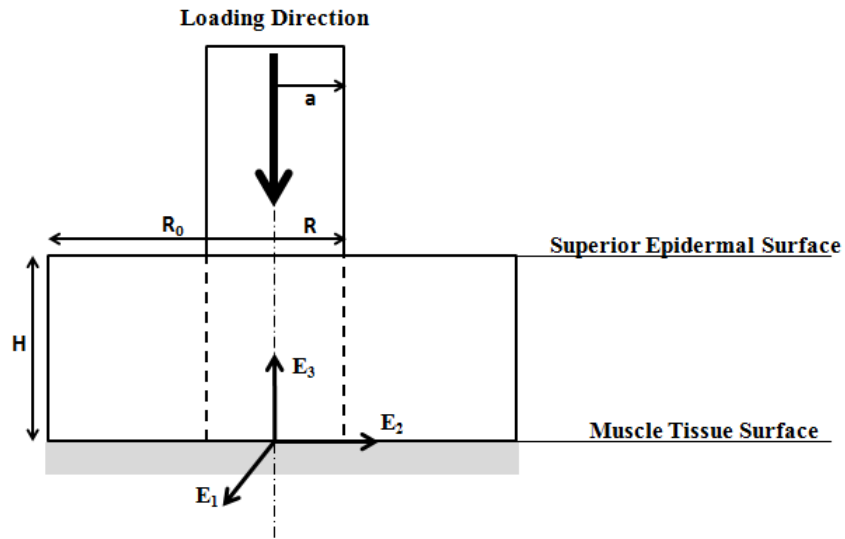 Loading Direction
a
R₀
R
Superior Epidermal Surface
H
E₃
E₂
Muscle Tissue Surface
E₁